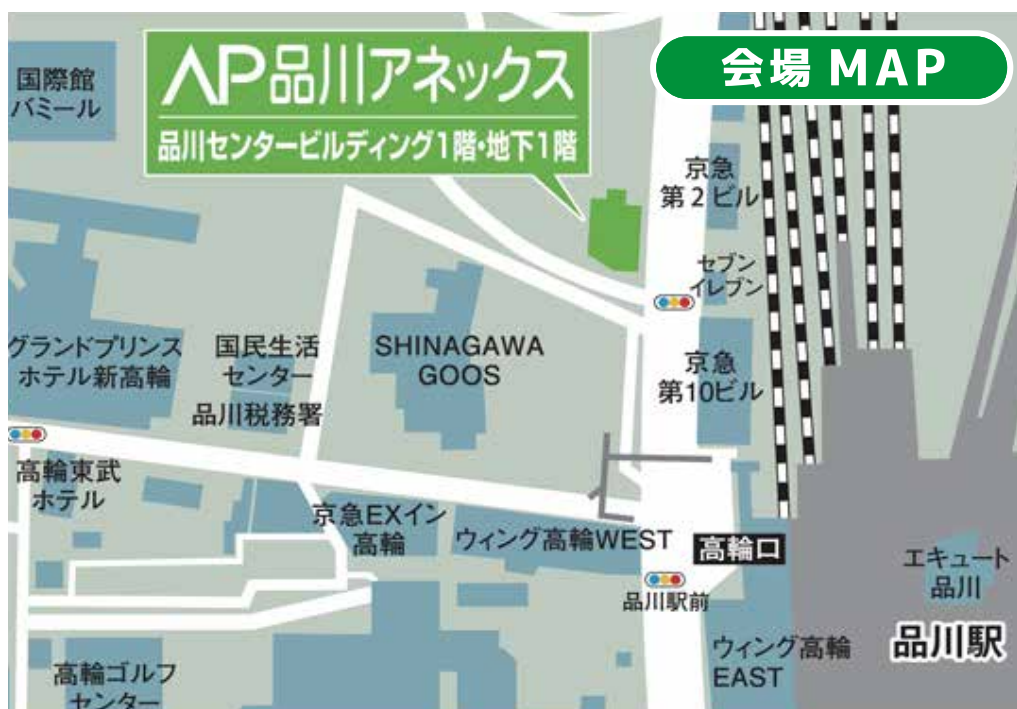 会場 MAP
AP品川アネックス
品川センタービルディング1階・地下1階
国際館
パミール
京急
第2ビル
セブン
イレブン
グランドプリンス
ホテル新高輪
国民生活
センター
品川税務署
SHINAGAWA
GOOS
京急
第10ビル
高輪東武
ホテル
京急EXイン
高輪
ウィング高輪WEST
高輪口
エキュート
品川
品川駅前
品川駅
ウィング高輪
EAST
高輪ゴルフ
センター